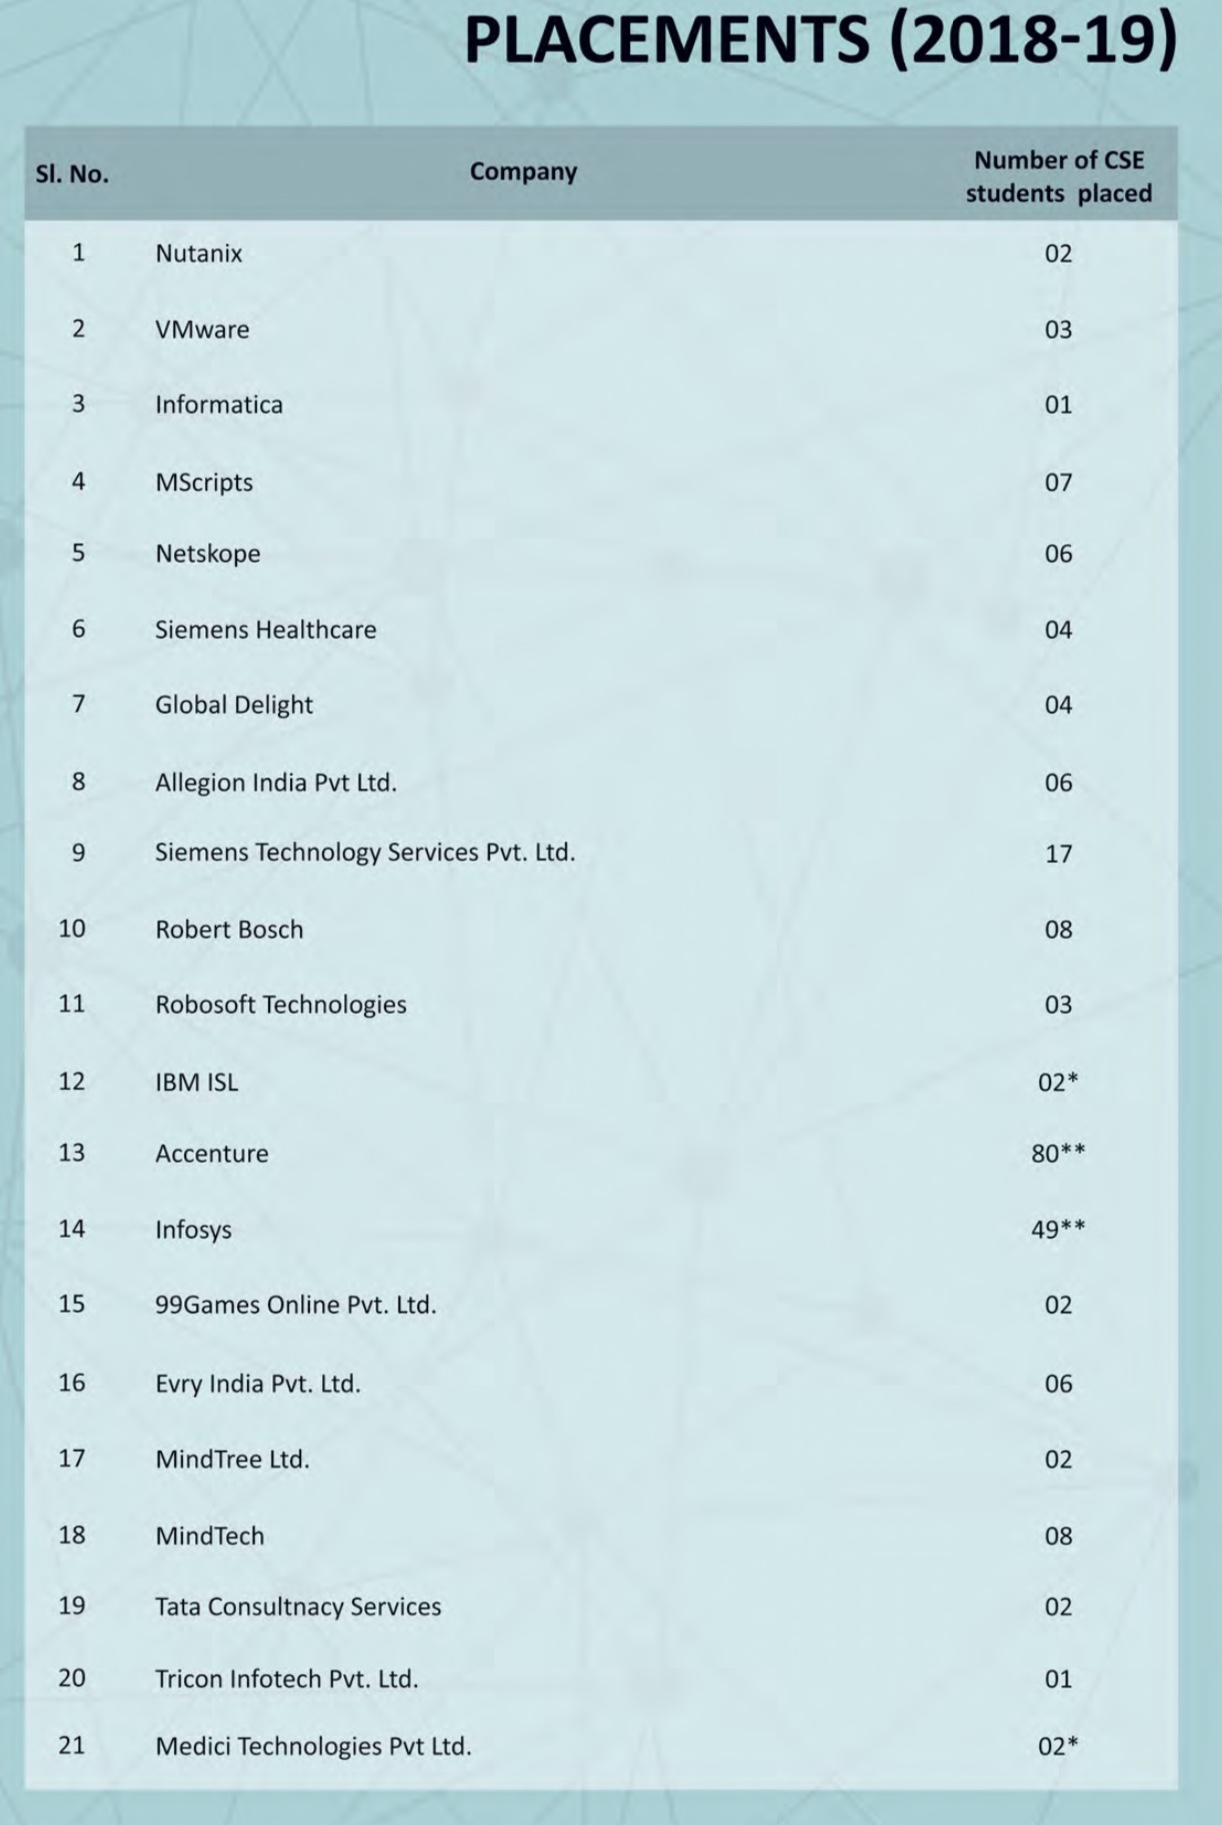 PLACEMENTS (2018-19)
Sl. No. Company Number of CSE
students placed
1 Nutanix 02
2 VMware 03
3 Informatica 01
4 MScripts 07
5 Netskope 06
6 Siemens Healthcare 04
7 Global Delight 04
8 Allegion India Pvt Ltd. 06
9 Siemens Technology Services Pvt. Ltd. 17
10 Robert Bosch 08
11 Robosoft Technologies 03
12 IBM ISL 02*
13 Accenture 80**
14 Infosys 49**
15 99Games Online Pvt. Ltd. 02
16 Evry India Pvt. Ltd. 06
17 MindTree Ltd. 02
18 MindTech 08
19 Tata Consultnacy Services 02
20 Tricon Infotech Pvt. Ltd. 01
21 Medici Technologies Pvt Ltd. 02*